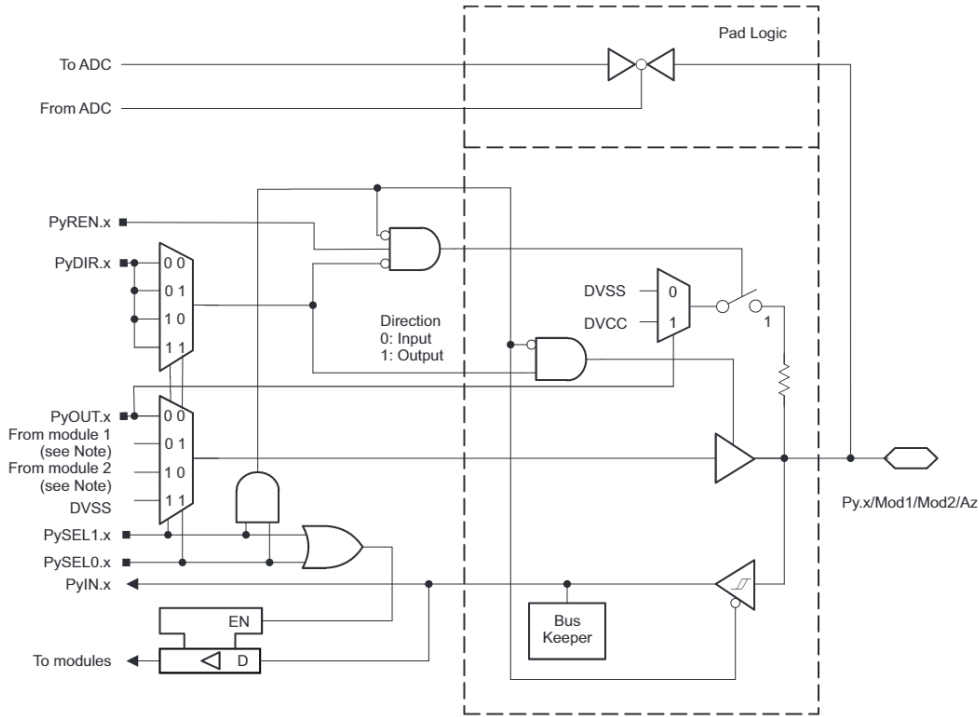 Pad Logic
To ADC
From ADC
PyREN.x
PyDIR.x
0 0
0 1
1 0
1 1
Direction
0: Input
1: Output
DVSS
0
DVCC
1
1
PyOUT.x
0 0
From module 1
(see Note)
0 1
From module 2
(see Note)
1 0
DVSS
1 1
Py.x/Mod1/Mod2/Az
PySEL1.x
PySEL0.x
PyIN.x
EN
Bus
Keeper
To modules
D